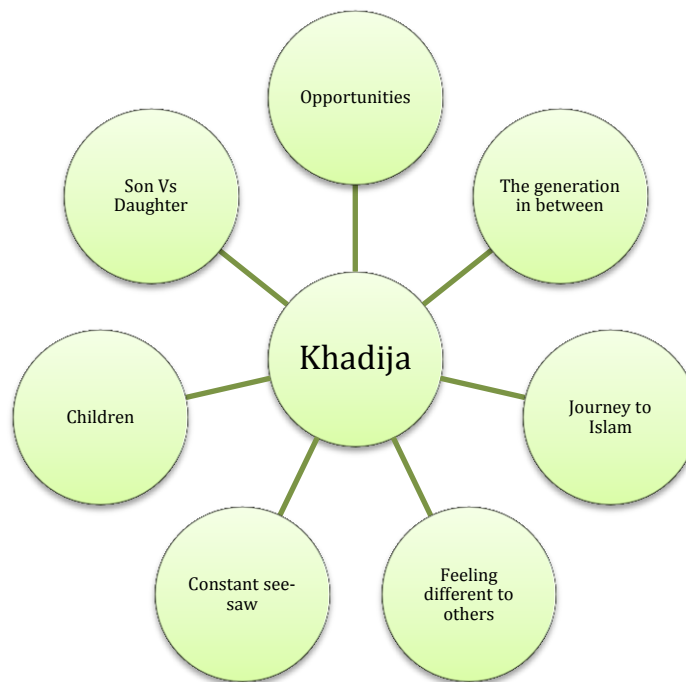 Opportunities
The generation
in between
Journey to
Islam
Feeling
different to
others
Constant see-
saw
Children
Son Vs
Daughter
Khadija